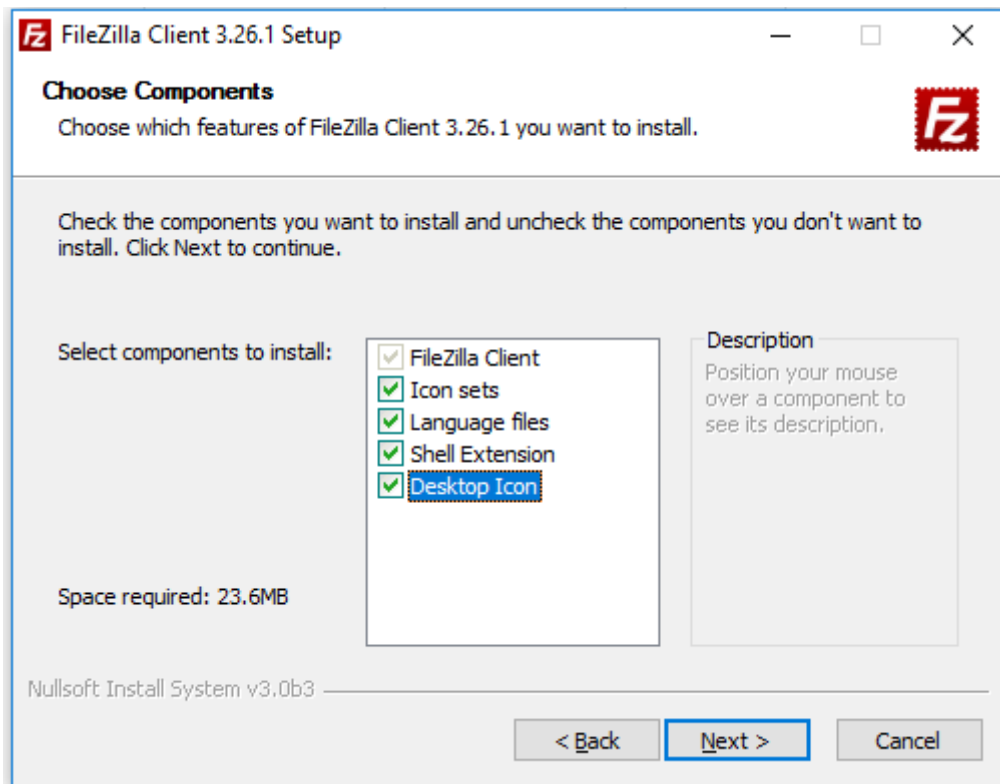 FileZilla Client 3.26.1 Setup
Choose Components
Choose which features of FileZilla Client 3.26.1 you want to install.
Fz
Check the components you want to install and uncheck the components you don't want to
install. Click Next to continue.
Select components to install:
FileZilla Client
Icon sets
Language files
Shell Extension
Desktop Icon
Description
Position your mouse
over a component to
see its description.
Space required: 23.6MB
Nullsoft Install System v3.0b3
< Back
Next >
Cancel